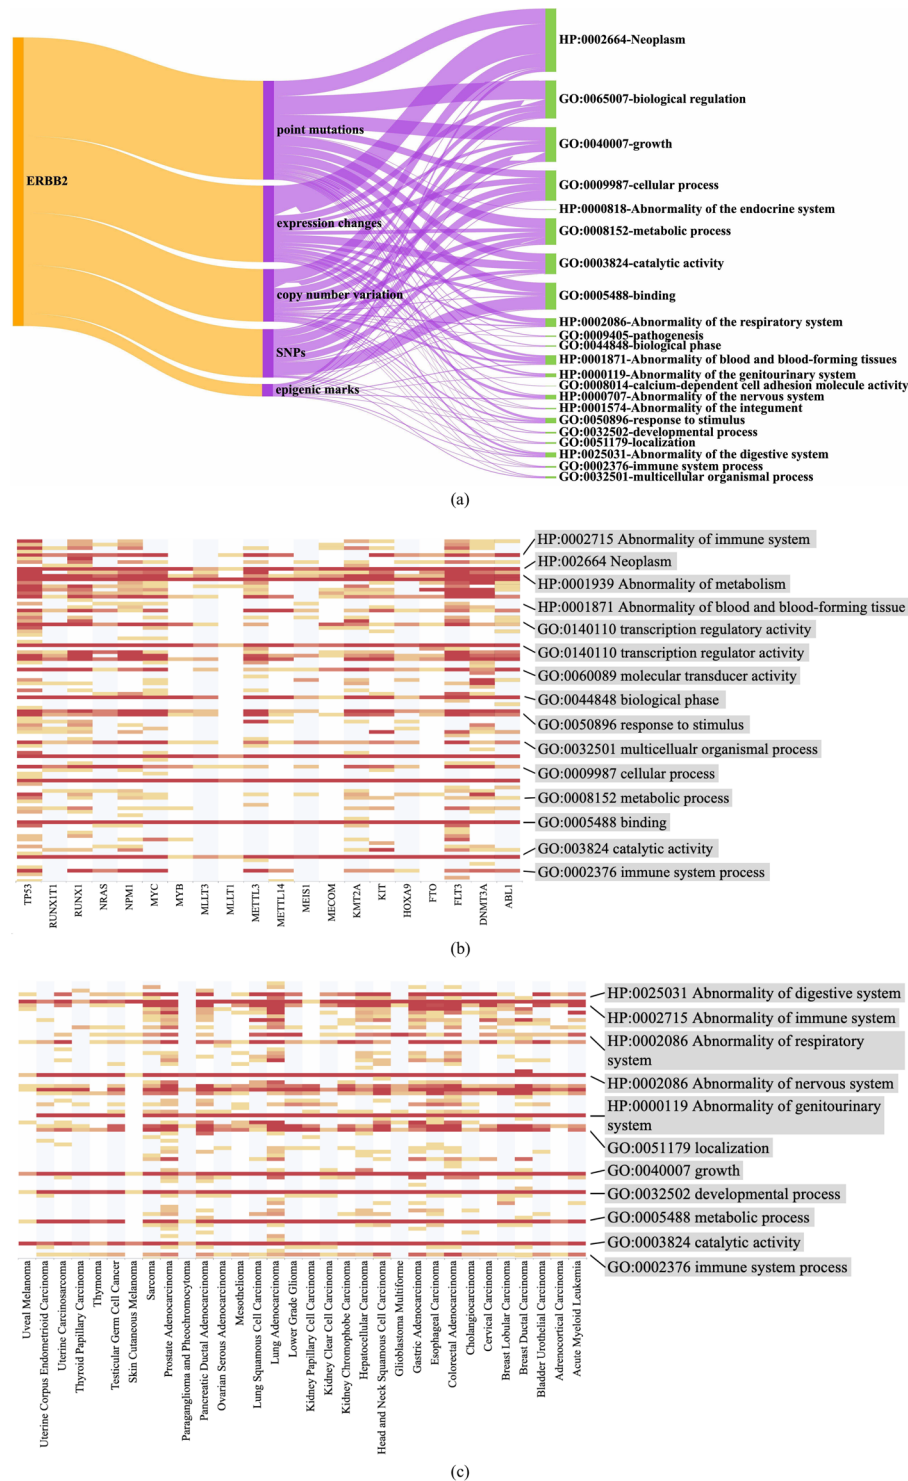 HP:0002664-Neoplasm
GO:0065007-biological regulation
point mutations
GO:0040007-growth
ERBB2
GO:0009987-cellular process
HP:0000818-Abnormality of the endocrine system
expression changes
GO:0008152-metabolic process
GO:0003824-catalytic activity
copy number variation
GO:0005488-binding
HP:0002086-Abnormality of the respiratory system
GO:0009405-pathogenesis
GO:0044848-biological phase
SNPs
HP:0001871-Abnormality of blood and blood-forming tissues
HP:0000119-Abnormality of the genitourinary system
GO:0008014-calcium-dependent cell adhesion molecule activity
epigenic marks
HP:0000707-Abnormality of the nervous system
HP:0001574-Abnormality of the integument
GO:0050896-response to stimulus
GO:0032502-developmental process
GO:0051179-localization
HP:0025031-Abnormality of the digestive system
GO:0002376-immune system process
GO:0032501-multicellular organismal process
(a)
HP:0002715 Abnormality of immune system
HP:002664 Neoplasm
HP:0001939 Abnormality of metabolism
HP:0001871 Abnormality of blood and blood-forming tissue
GO:0140110 transcription regulatory activity
GO:0140110 transcription regulator activity
GO:0060089 molecular transducer activity
GO:0044848 biological phase
GO:0050896 response to stimulus
GO:0032501 multicellualr organismal process
GO:0009987 cellular process
GO:0008152 metabolic process
GO:0005488 binding
GO:003824 catalytic activity
GO:0002376 immune system process
TP53
RUNX1T1
RUNX1
NRAS
NPM1
MYC
MYB
MLLT3
MLLT1
METTL3
METTL14
MEIS1
MECOM
KMT2A
KIT
HOXA9
FTO
FLT3
DNMT3A
ABL1
(b)
HP:0025031 Abnormality of digestive system
HP:0002715 Abnormality of immune system
HP:0002086 Abnormality of respiratory
system
HP:0002086 Abnormality of nervous system
HP:0000119 Abnormality of genitourinary
system
GO:0051179 localization
GO:0040007 growth
GO:0032502 developmental process
GO:0005488 metabolic process
GO:0003824 catalytic activity
GO:0002376 immune system process
Uveal Melanoma
Uterine Corpus Endometrioid Carcinoma
Uterine Carcinosarcoma
Thyroid Papillary Carcinoma
Thymoma
Testicular Germ Cell Cancer
Skin Cutaneous Melanoma
Sarcoma
Prostate Adenocarcinoma
Paraganglioma and Pheochromocytoma
Pancreatic Ductal Adenocarcinoma
Ovarian Serous Adenocarcinoma
Mesothelioma
Lung Squamous Cell Carcinoma
Lung Adenocarcinoma
Lower Grade Glioma
Kidney Papillary Cell Carcinoma
Kidney Clear Cell Carcinoma
Kidney Chromophobe Carcinoma
Hepatocellular Carcinoma
Head and Neck Squamous Cell Carcinoma
Glioblastoma Multiforme
Gastric Adenocarcinoma
Esophageal Carcinoma
Colorectal Adenocarcinoma
Cholangiocarcinoma
Cervical Carcinoma
Breast Lobular Carcinoma
Breast Ductal Carcinoma
Bladder Urothelial Carcinoma
Adrenocortical Carcinoma
Acute Myeloid Leukemia
(c)